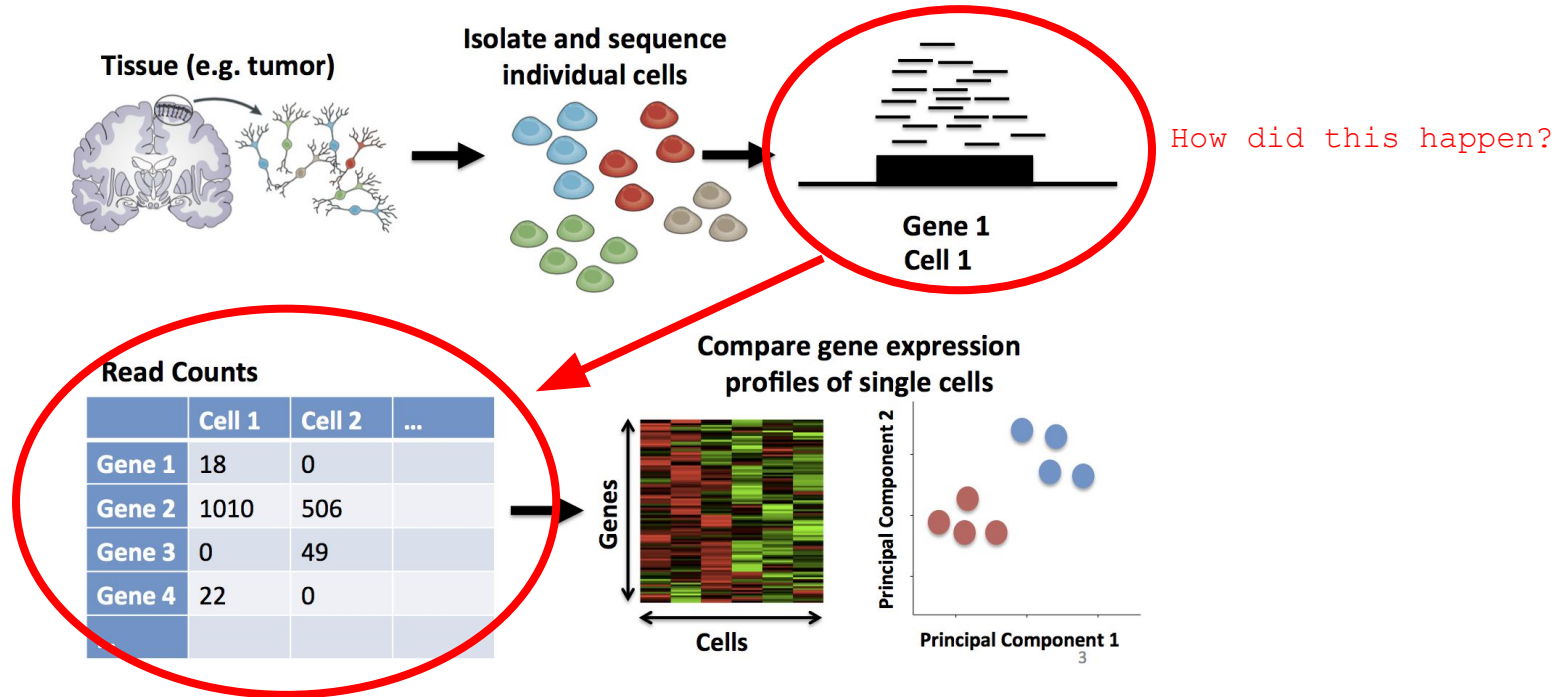 Tissue (e.g. tumor)
Isolate and sequence
individual cells
Gene 1
Cell 1
How did this happen?
Read Counts
Cell 1 Cell 2 ...
Gene 1 18 0
Gene 2 1010 506
Gene 3 0 49
Gene 4 22 0
Compare gene expression
profiles of single cells
Genes
Cells
Principal Component 2
Principal Component 1
3